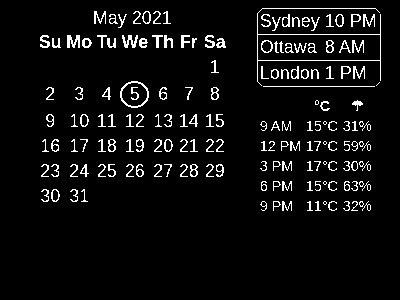 May 2021
Su Mo Tu We Th Fr Sa
1
2 3 4 5 6 7 8
9 10 11 12 13 14 15
16 17 18 19 20 21 22
23 24 25 26 27 28 29
30 31
Sydney 10 PM
Ottawa 8 AM
London 1 PM
°C ☂
9 AM 15°C 31%
12 PM 17°C 59%
3 PM 17°C 30%
6 PM 15°C 63%
9 PM 11°C 32%